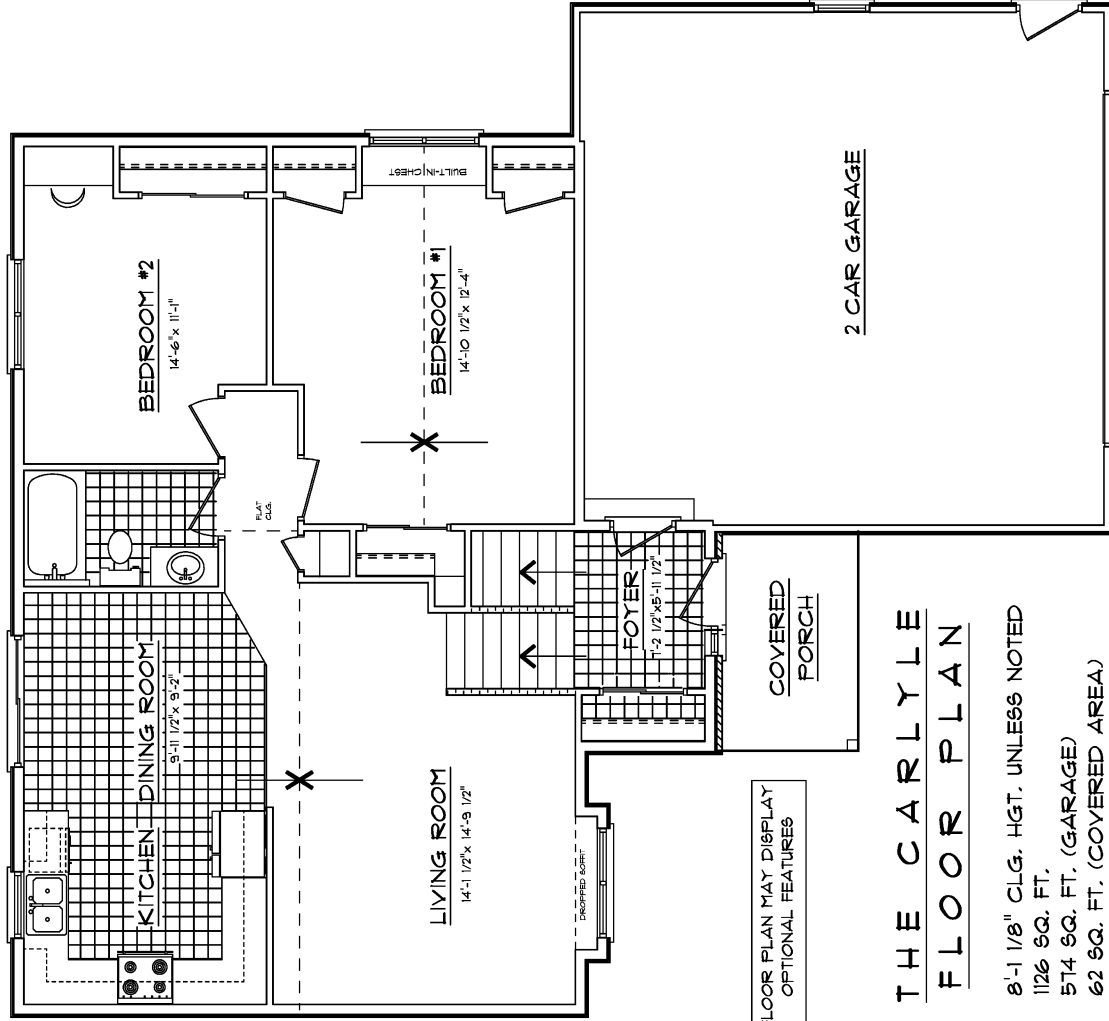 BEDROOM #2
14'-6" x 11'-1"
BUILT-IN CHEST
BEDROOM #1
14'-10 1/2" x 12'-4"
2 CAR GARAGE
FLAT
CLG.
KITCHEN
DINING ROOM
9'-11 1/2" x 9'-2"
LIVING ROOM
14'-1 1/2" x 14'-9 1/2"
DROPPED SOFFIT
FOYER
7'-2 1/2"x5'-11 1/2"
COVERED
PORCH
FLOOR PLAN MAY DISPLAY
OPTIONAL FEATURES
THE CARLYLE
FLOOR PLAN
8'-1 1/8" CLG. HGT. UNLESS NOTED
1126 SQ. FT.
574 SQ. FT. (GARAGE)
62 SQ. FT. (COVERED AREA)